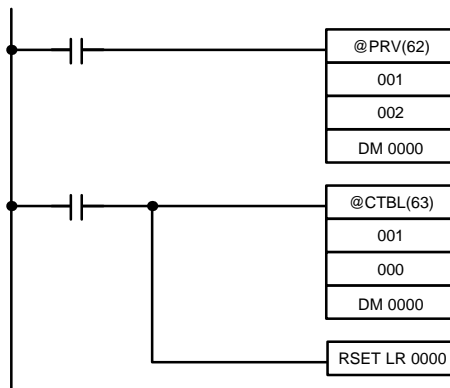 @PRV(62)
001
002
DM 0000
@CTBL(63)
001
000
DM 0000
RSET LR 0000